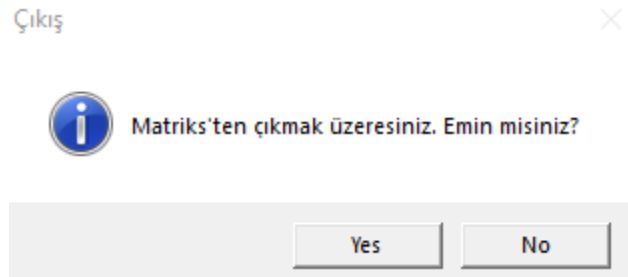 Çıkış
Matriks'ten çıkmak üzeresiniz. Emin misiniz?
Yes No